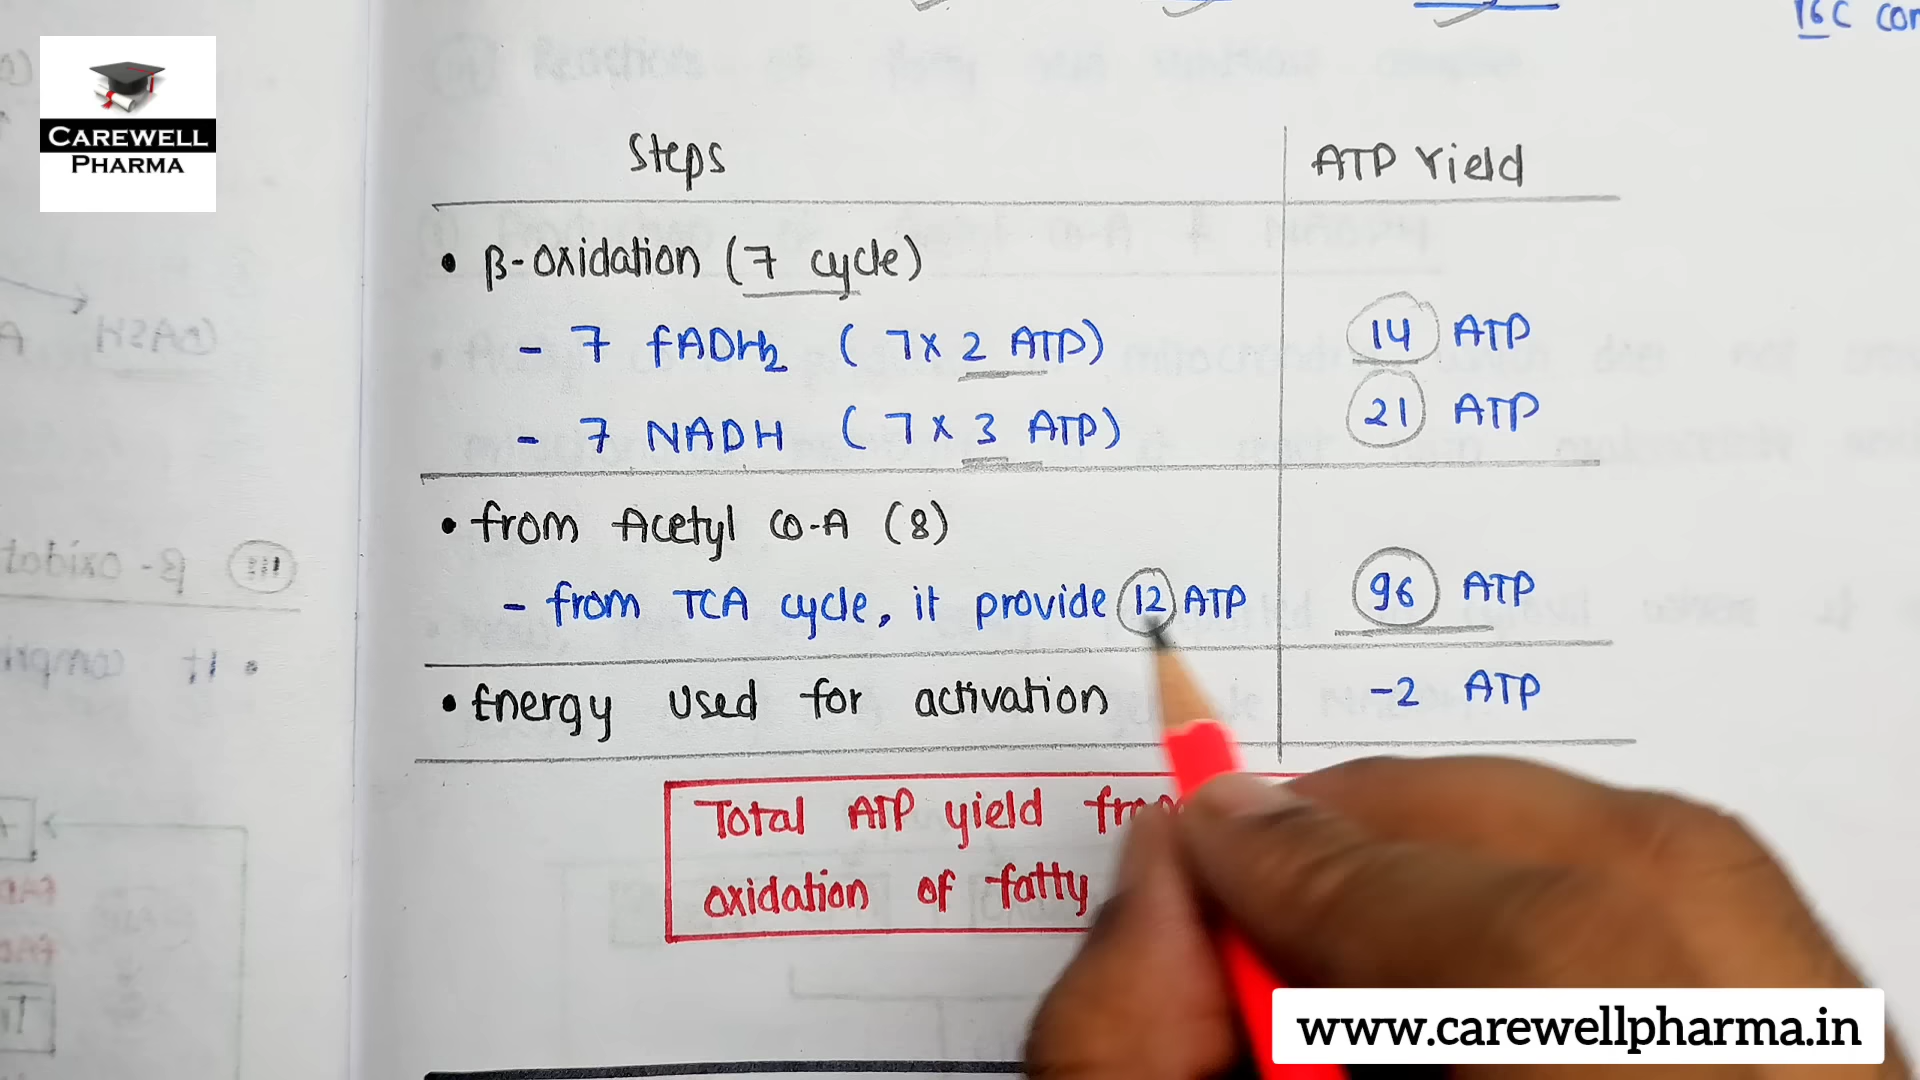 16C
CAREWELL
PHARMA
Steps
ATP Yield
• β-oxidation (7 cycle)
- 7 FADH₂ ( 7x 2 ATP)
14 ATP
- 7 NADH ( 7 x 3 ATP)
21 ATP
• from Acetyl CO-A (8)
- from TCA cycle, it provide 12 ATP
96 ATP
• Energy used for activation
-2 ATP
Total ATP yield
oxidation of fatty
www.carewellpharma.in